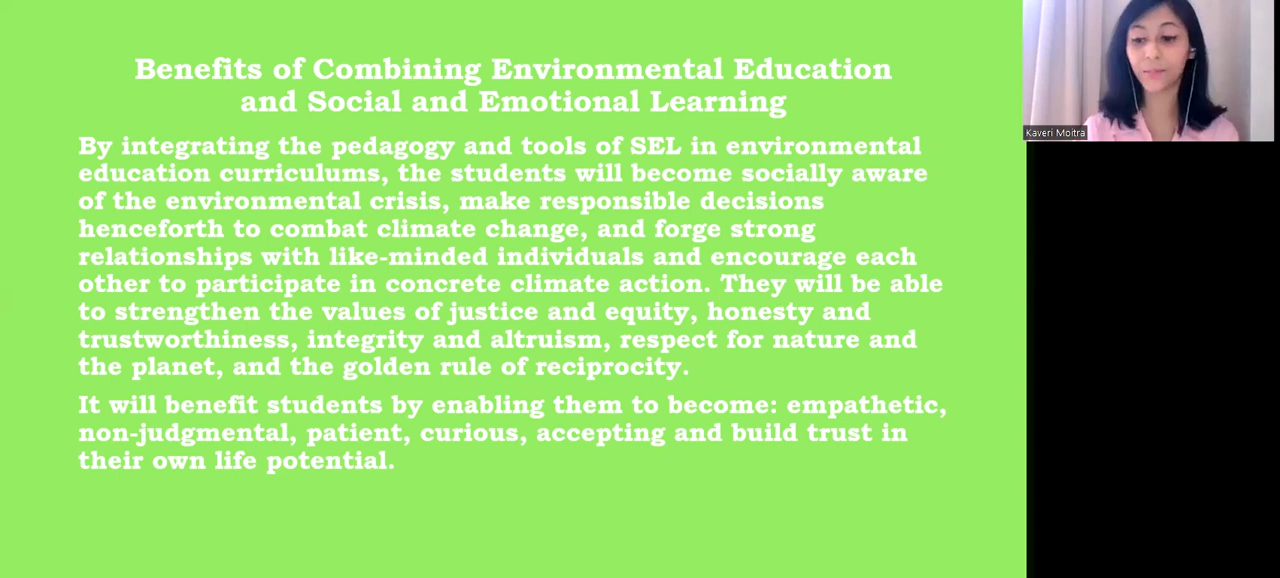 Benefits of Combining Environmental Education
and Social and Emotional Learning
By integrating the pedagogy and tools of SEL in environmental
education curriculums, the students will become socially aware
of the environmental crisis, make responsible decisions
henceforth to combat climate change, and forge strong
relationships with like-minded individuals and encourage each
other to participate in concrete climate action. They will be able
to strengthen the values of justice and equity, honesty and
trustworthiness, integrity and altruism, respect for nature and
the planet, and the golden rule of reciprocity.
It will benefit students by enabling them to become: empathetic,
non-judgmental, patient, curious, accepting and build trust in
their own life potential.
Kaveri Moitra